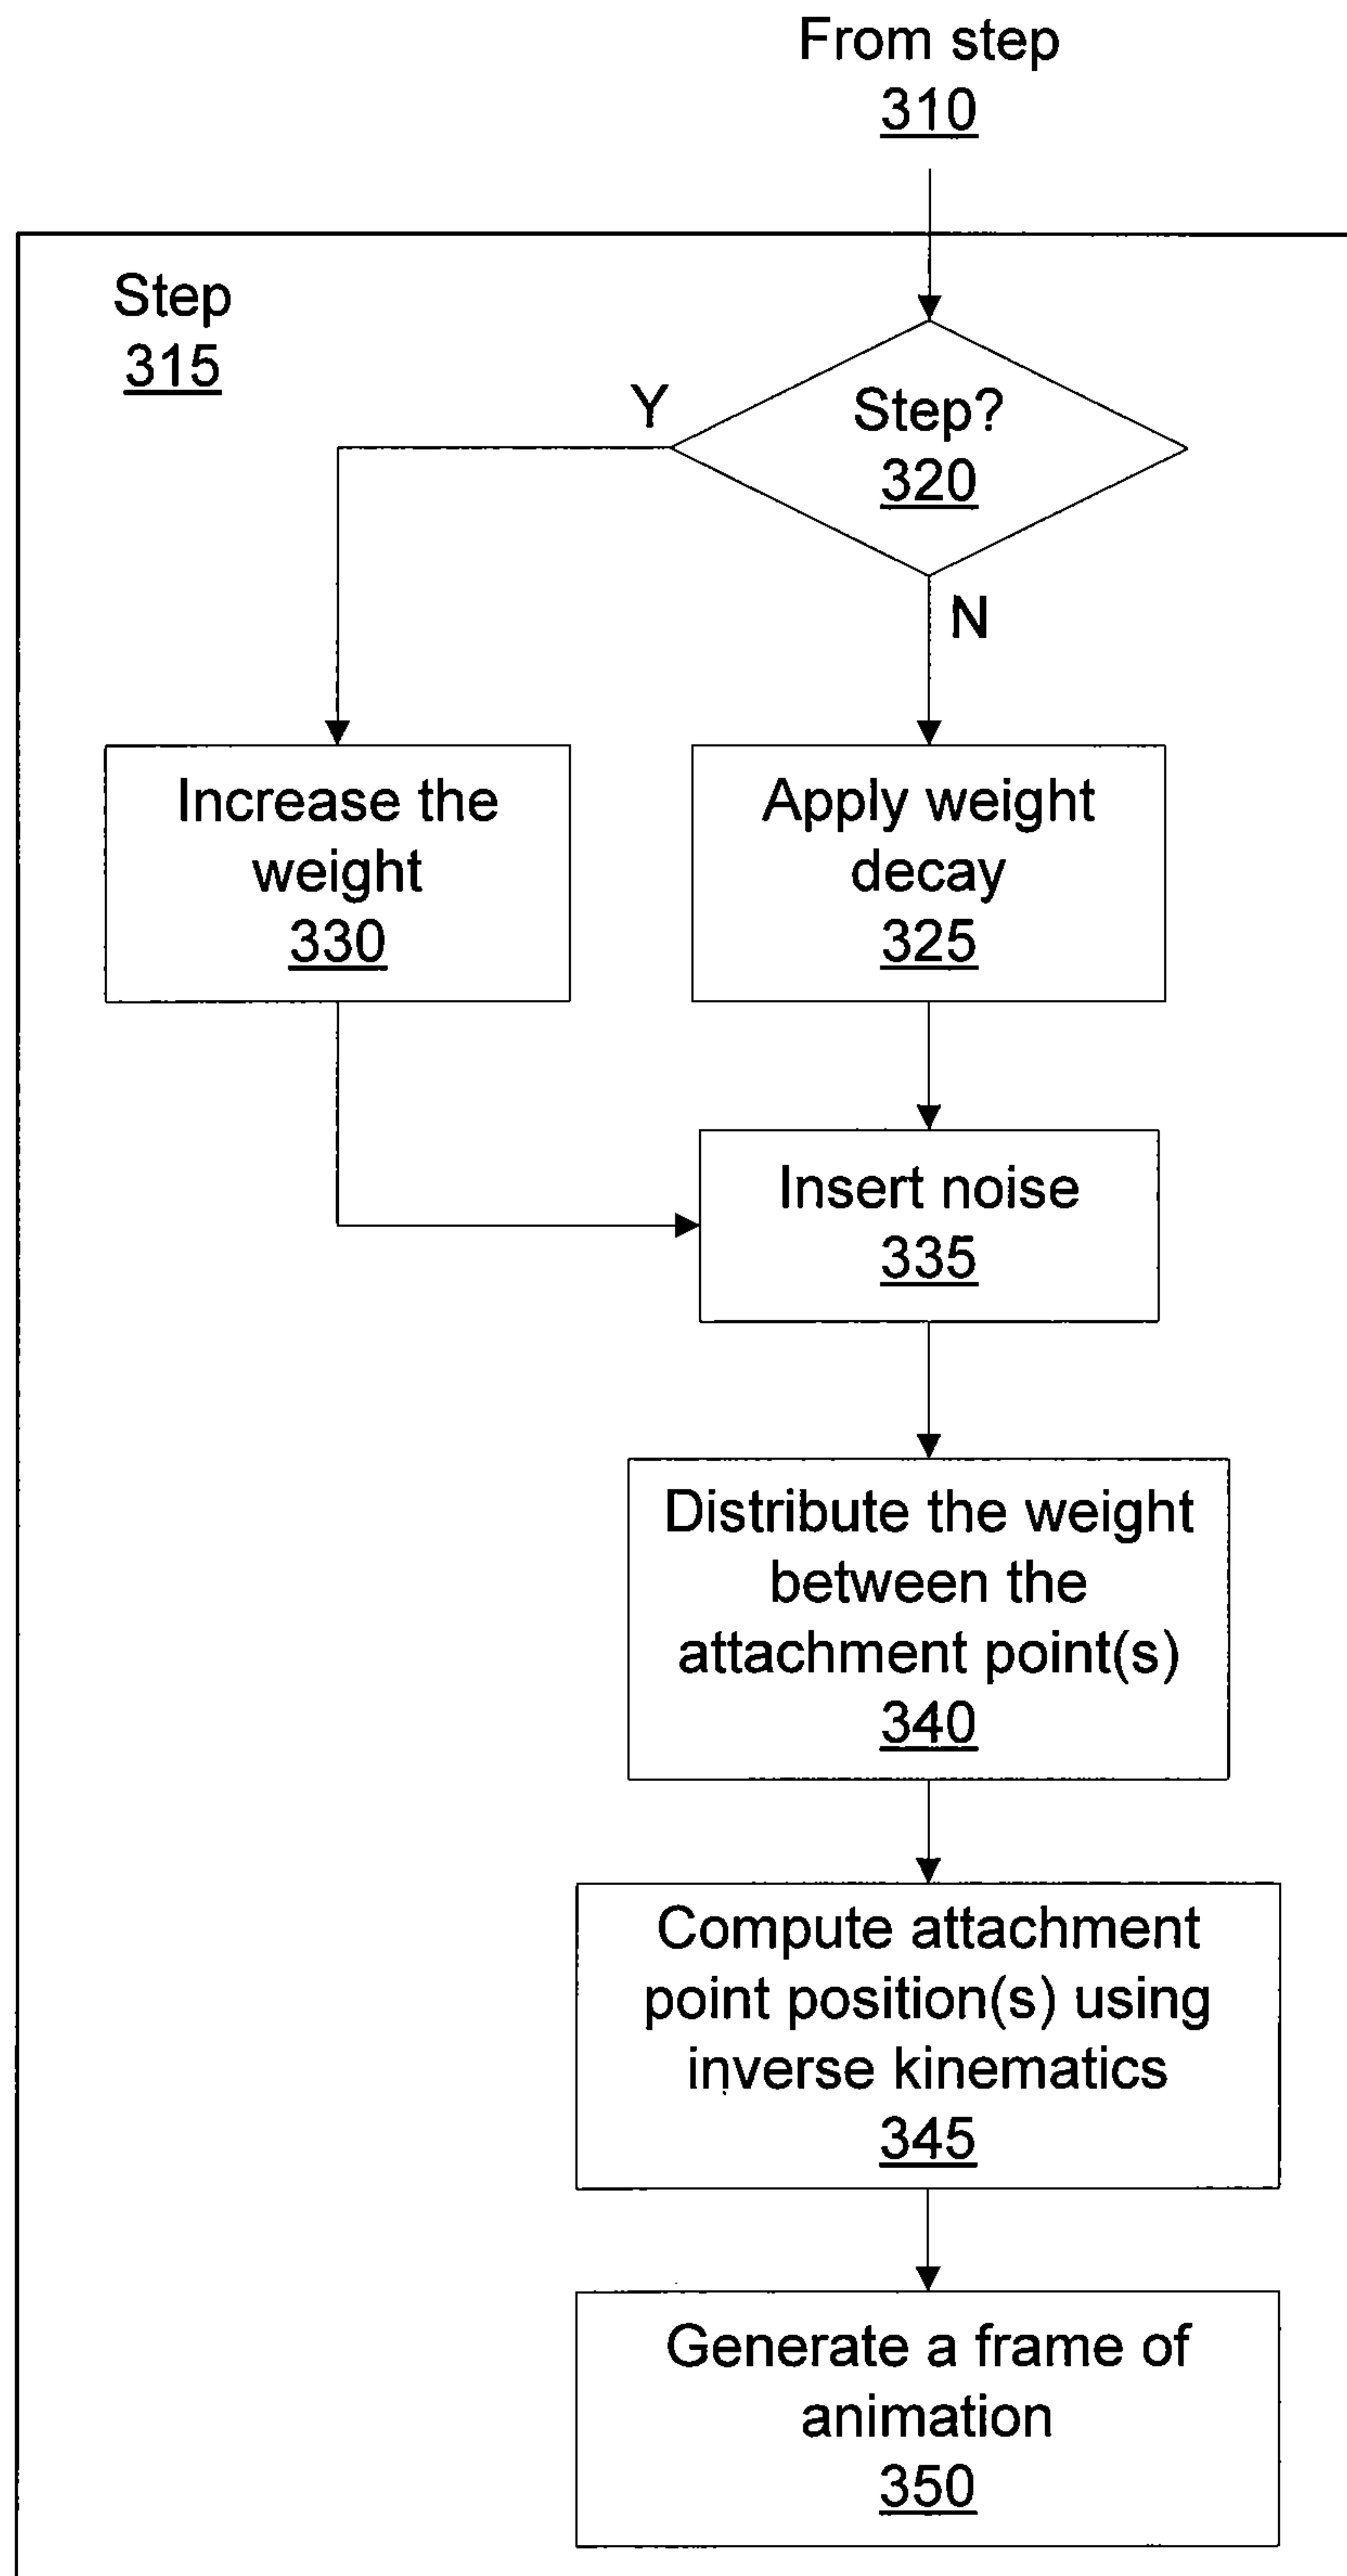 From step
310
Step
315
Step?
320
Y
N
Increase the
weight
330
Apply weight
decay
325
Insert noise
335
Distribute the weight
between the
attachment point(s)
340
Compute attachment
point position(s) using
inverse kinematics
345
Generate a frame of
animation
350